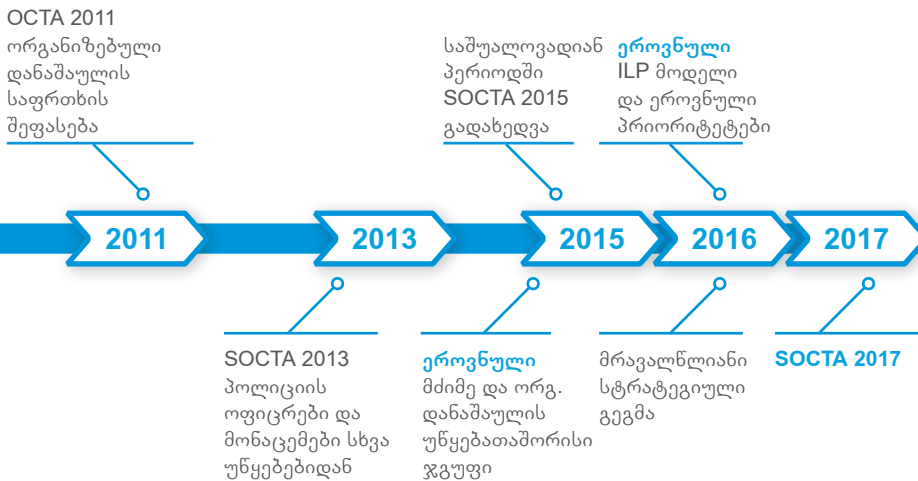 OCTA 2011
ორგანიზებული
დანაშაულის
საფრთხის
შეფასება
საშუალოვადიან
პერიოდში
SOCTA 2015
გადახედვა
ეროვნული
ILP მოდელი
და ეროვნული
პრიორიტეტები
2011
2013
2015
2016
2017
SOCTA 2013
პოლიციის
ოფიცრები და
მონაცემები სხვა
უწყებებიდან
ეროვნული
მძიმე და ორგ.
დანაშაულის
უწყებათაშორისი
ჯგუფი
მრავალწლიანი
სტრატეგიული
გეგმა
SOCTA 2017